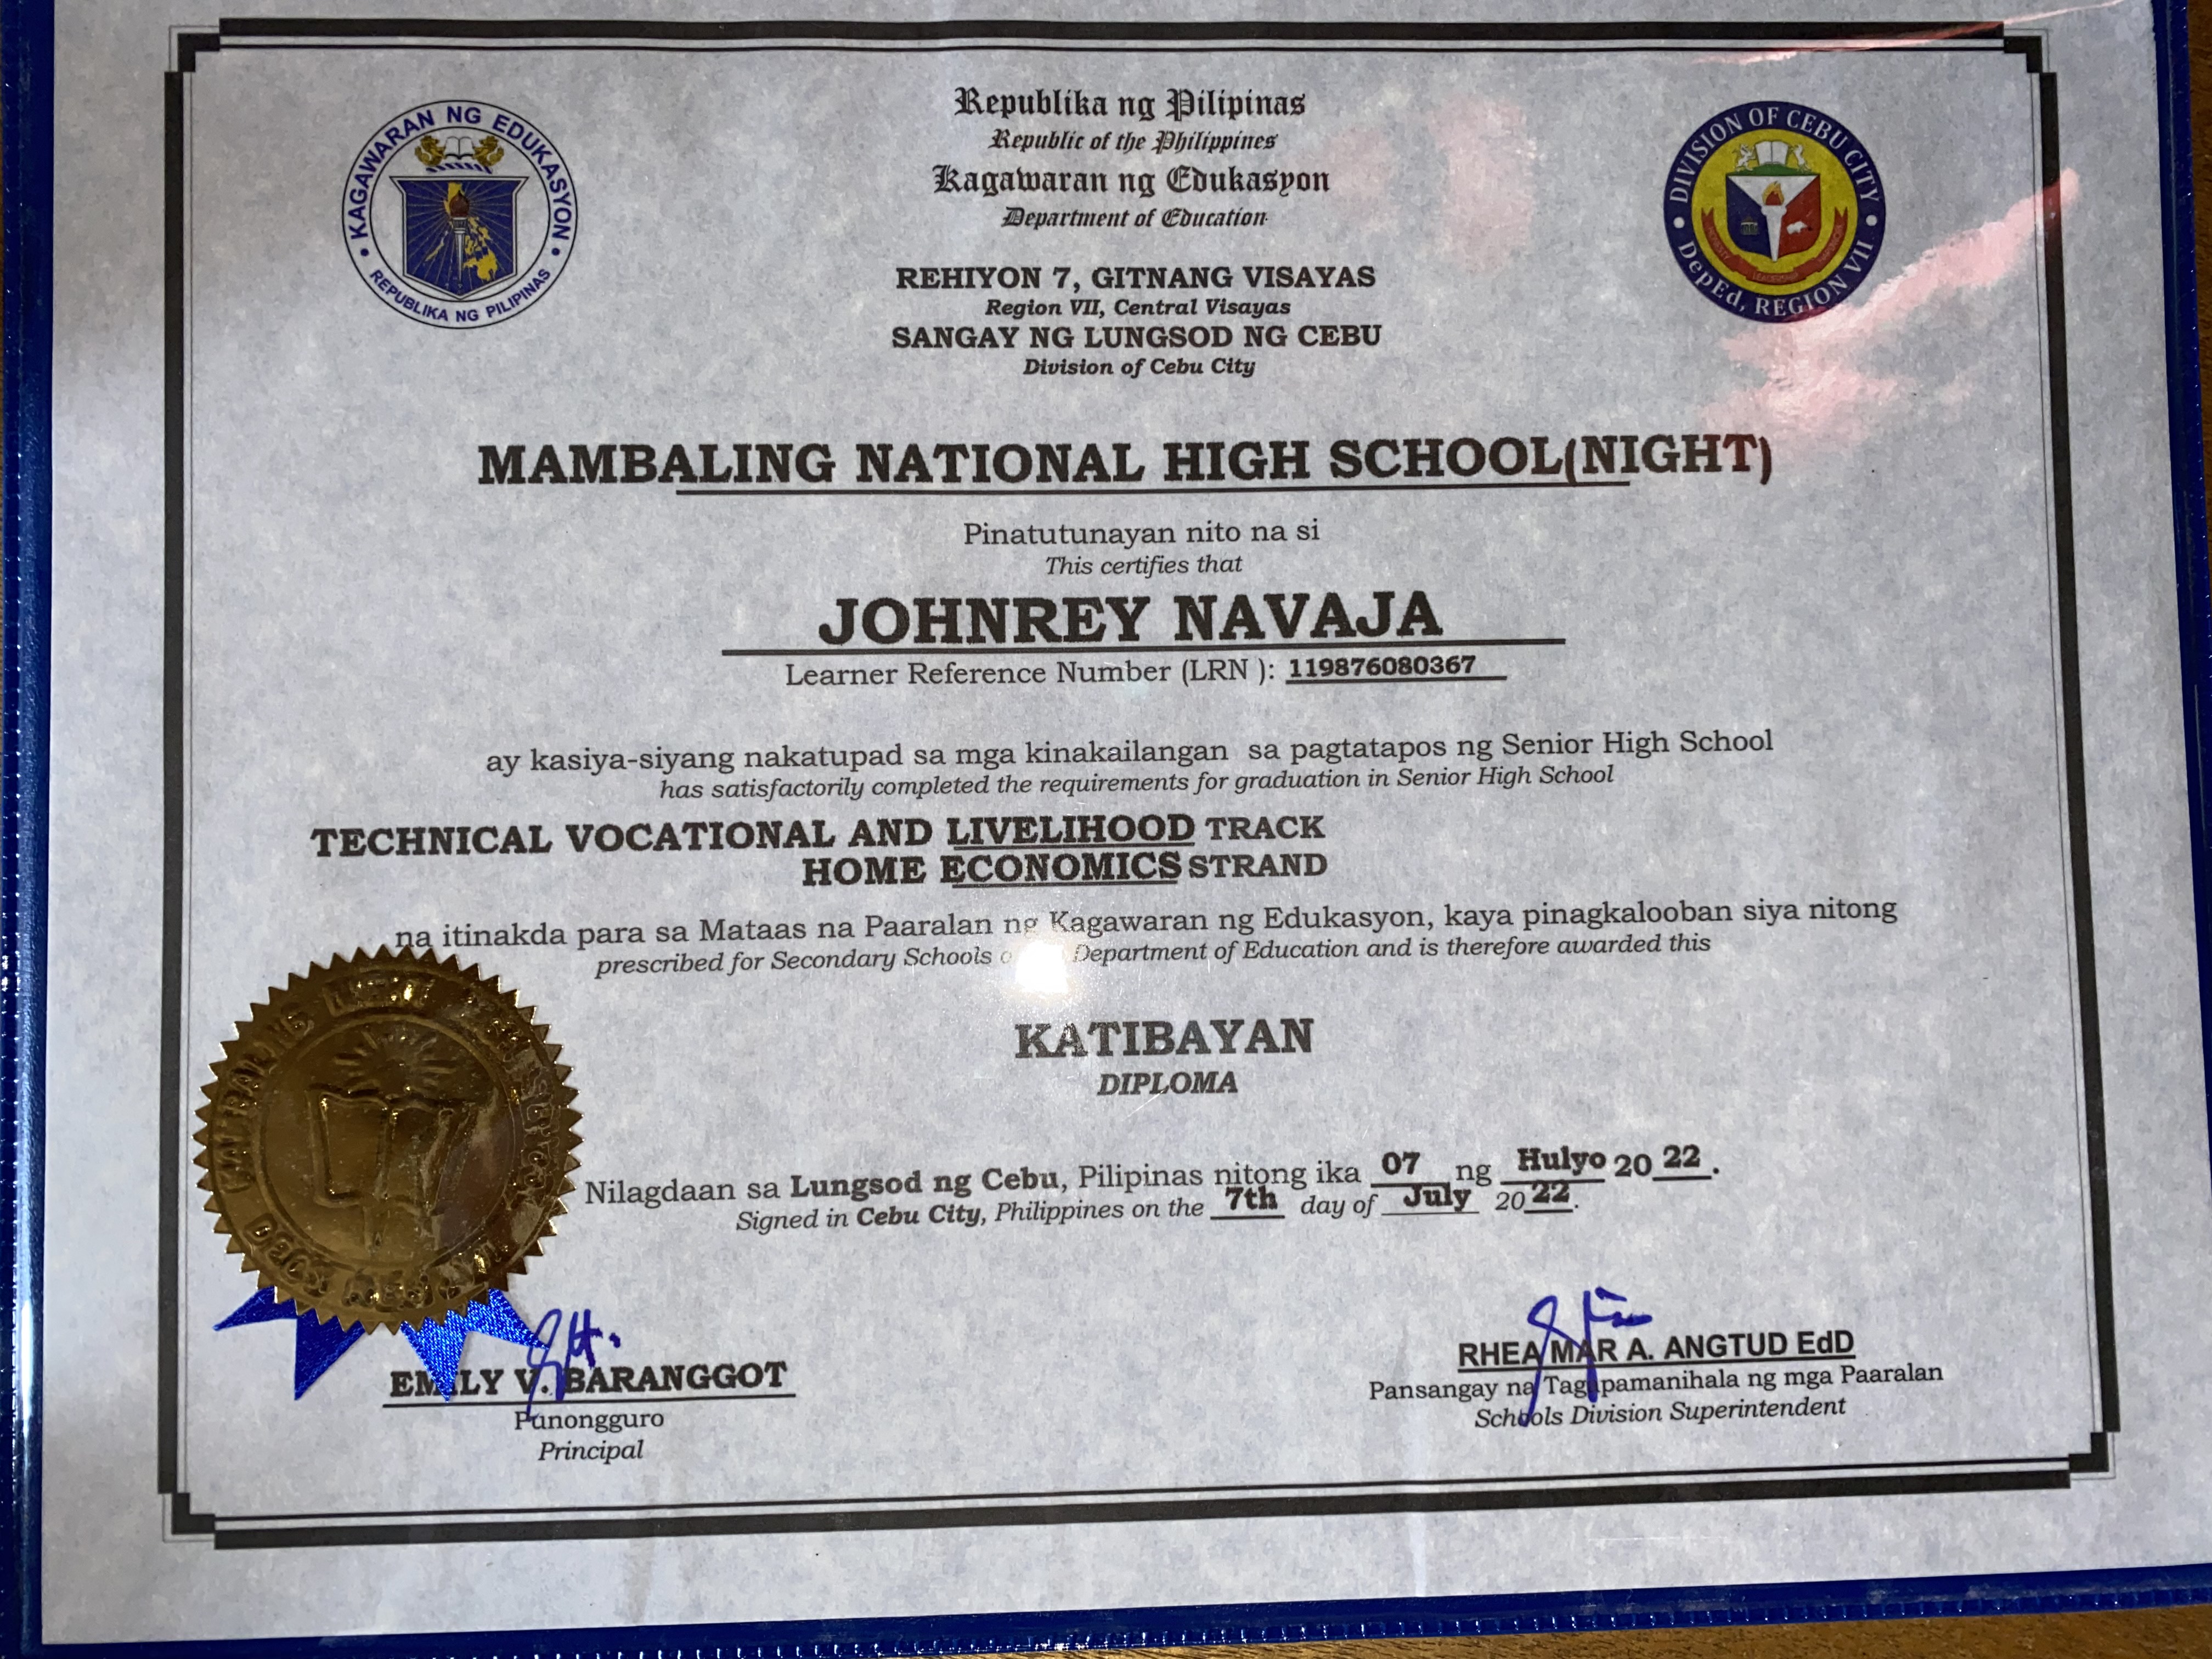 KAGAWARAN NG EDUKASYON
REPUBLIKA NG PILIPINAS
Republika ng Pilipinas
Republic of the Philippines
Kagawaran ng Edukasyon
Department of Education
DIVISION OF CEBU CITY
DepEd, REGION VII
REHIYON 7, GITNANG VISAYAS
Region VII, Central Visayas
SANGAY NG LUNGSOD NG CEBU
Division of Cebu City
MAMBALING NATIONAL HIGH SCHOOL(NIGHT)
Pinatutunayan nito na si
This certifies that
JOHNREY NAVAJA
Learner Reference Number (LRN ): 119876080367
ay kasiya-siyang nakatupad sa mga kinakailangan sa pagtatapos ng Senior High School
has satisfactorily completed the requirements for graduation in Senior High School
TECHNICAL VOCATIONAL AND LIVELIHOOD TRACK
HOME ECONOMICS STRAND
na itinakda para sa Mataas na Paaralan ng Kagawaran ng Edukasyon, kaya pinagkalooban siya nitong
prescribed for Secondary Schools Department of Education and is therefore awarded this
KATIBAYAN
DIPLOMA
Nilagdaan sa Lungsod ng Cebu, Pilipinas nitong ika 07 ng Hulyo 20 22.
Signed in Cebu City, Philippines on the 7th day of July 20 22.
EMILY V. BARANGGOT
Punongguro
Principal
RHEA MAR A. ANGTUD EdD
Pansangay na Tagapamanihala ng mga Paaralan
Schools Division Superintendent